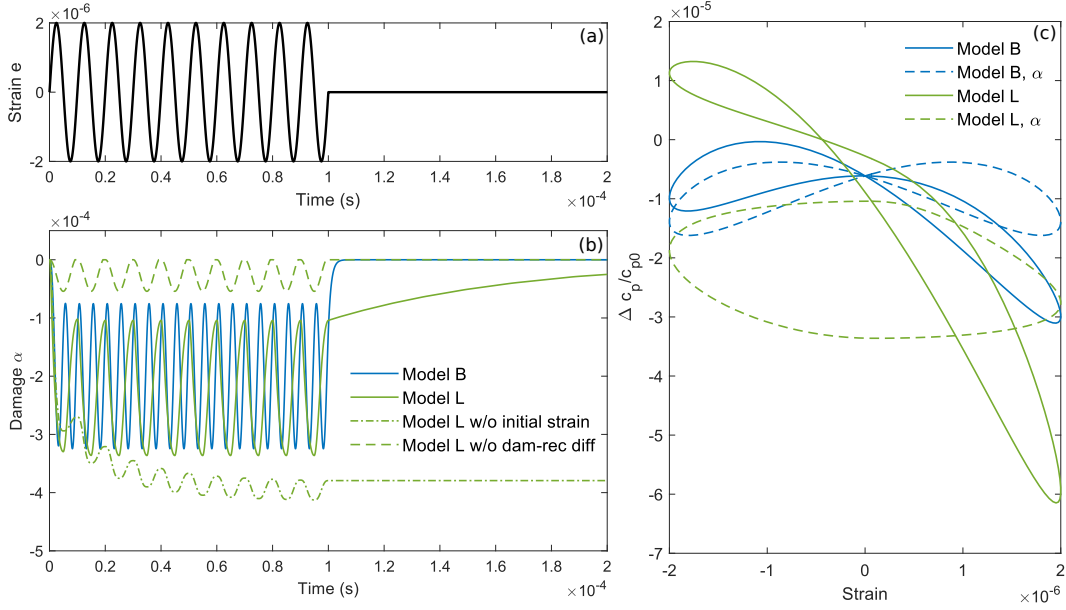 2 ×10⁻⁶
(a)
Strain e
0
-2
0 0.2 0.4 0.6 0.8 1 1.2 1.4 1.6 1.8 2
Time (s)
×10⁻⁴
×10⁻⁴
(b)
0
-1
-2
-3
-4
-5
Damage α
Model B
Model L
Model L w/o initial strain
Model L w/o dam-rec diff
0 0.2 0.4 0.6 0.8 1 1.2 1.4 1.6 1.8 2
Time (s)
×10⁻⁴
×10⁻⁵
(c)
2
1
0
-1
-2
-3
-4
-5
-6
-7
Δ cₚ/cₚ₀
Model B
Model B, α
Model L
Model L, α
-2 -1 0 1 2
Strain
×10⁻⁶